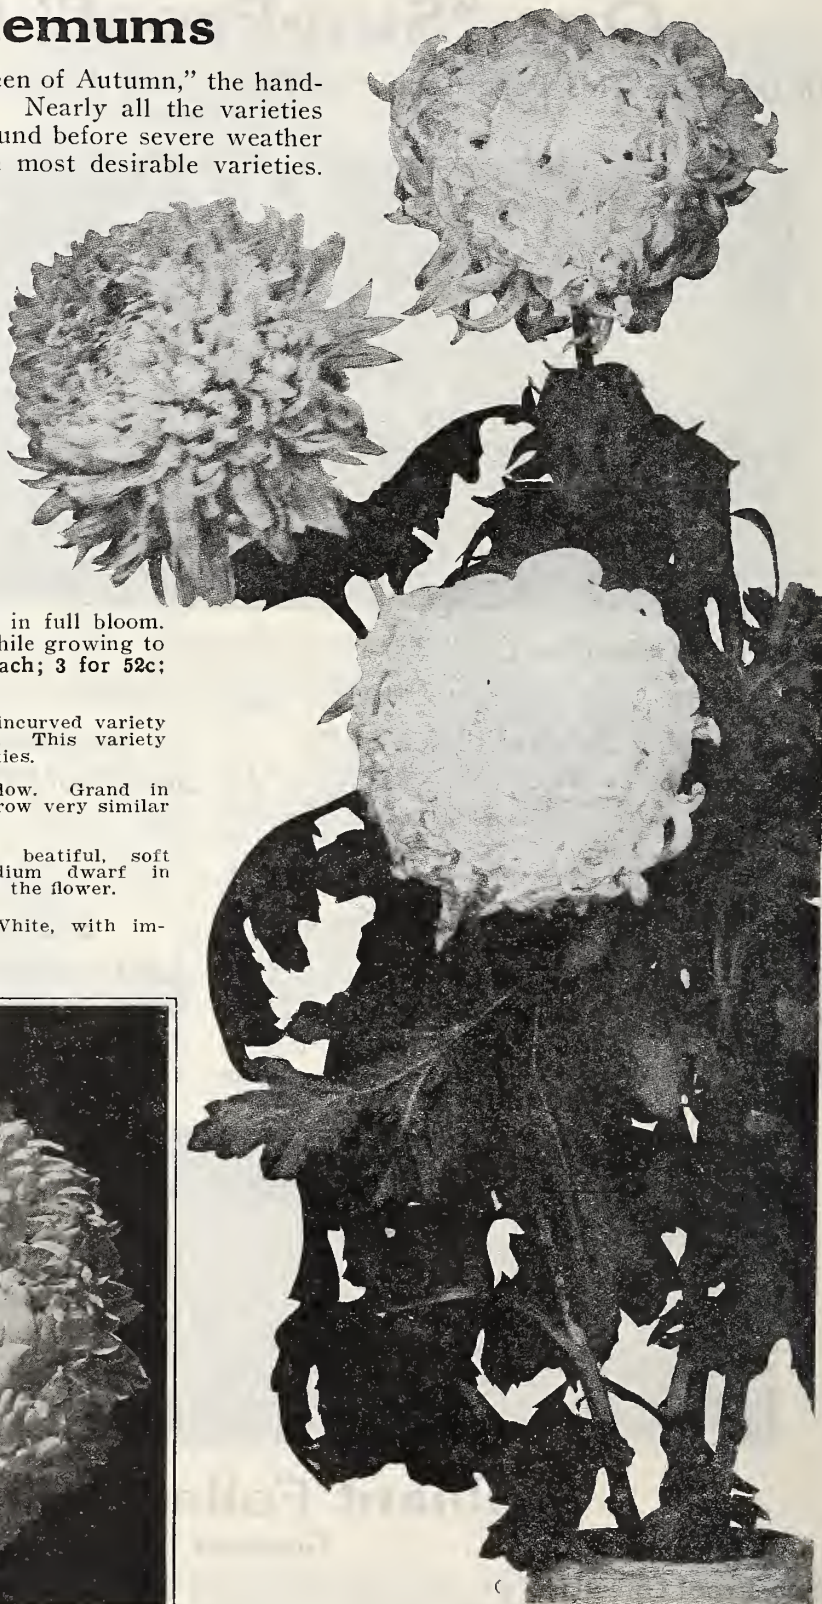 emums
en of Autumn,” the hand-
Nearly all the varieties
und before severe weather
most desirable varieties.
in full bloom.
hile growing to
ach; 3 for 52c;
incurved variety
This variety
ies.
low. Grand in
row very similar
beatiful, soft
dium dwarf in
the flower.
White, with im-